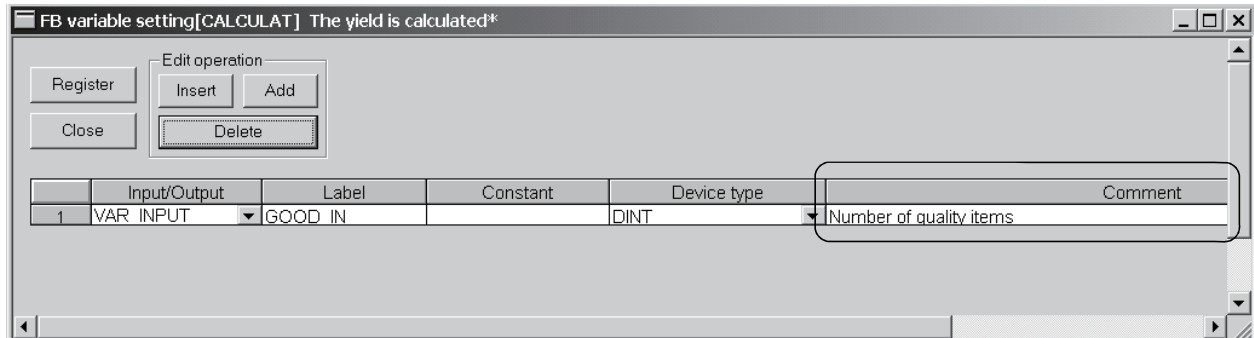 FB variable setting[CALCULAT] The yield is calculated*
Edit operation
Register Insert Add
Close Delete
Input/Output Label Constant Device type Comment
1 VAR_INPUT GOOD_IN DINT Number of quality items